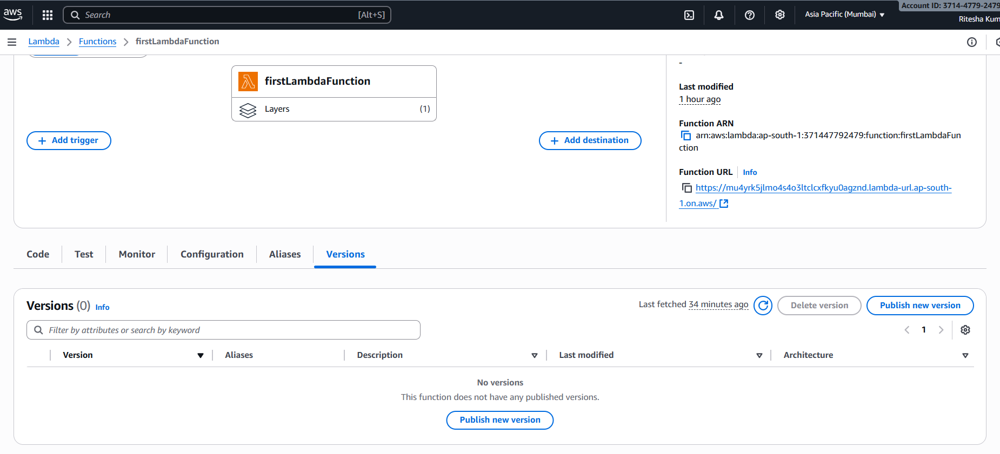 aws
Search
[Alt+S]
Asia Pacific (Mumbai)
Account ID: 3714-4779-2479
Ritesha Kum
Lambda
Functions
firstLambdaFunction
firstLambdaFunction
Layers
(1)
Add trigger
Add destination
-
Last modified
1 hour ago
Function ARN
arn:aws:lambda:ap-south-1:371447792479:function:firstLambdaFun
ction
Function URL
Info
https://mu4yrk5jlmo4s4o3ltclcxfkyu0agznd.lambda-url.ap-south-
1.on.aws/
Code
Test
Monitor
Configuration
Aliases
Versions
Versions (0) Info
Last fetched 34 minutes ago
Delete version
Publish new version
Filter by attributes or search by keyword
1
Version
Aliases
Description
Last modified
Architecture
No versions
This function does not have any published versions.
Publish new version